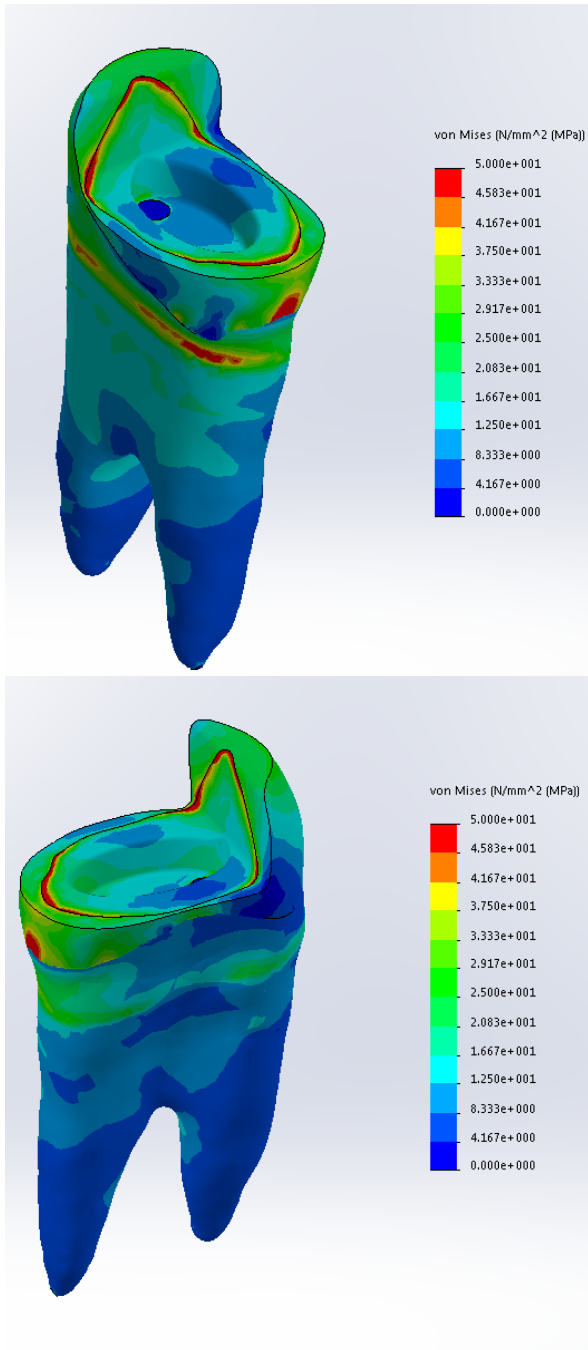 von Mises (N/mm^2 (MPa))
5.000e+001
4.583e+001
4.167e+001
3.750e+001
3.333e+001
2.917e+001
2.500e+001
2.083e+001
1.667e+001
1.250e+001
8.333e+000
4.167e+000
0.000e+000
von Mises (N/mm^2 (MPa))
5.000e+001
4.583e+001
4.167e+001
3.750e+001
3.333e+001
2.917e+001
2.500e+001
2.083e+001
1.667e+001
1.250e+001
8.333e+000
4.167e+000
0.000e+000